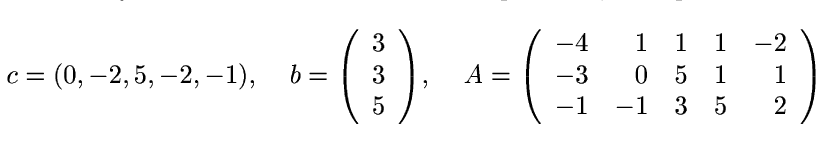 c = (0, −2, 5, −2, −1),   b = ( 3 3 5 ),   A = ( −4 1 1 1 −2
−3 0 5 1 1
−1 −1 3 5 2 )